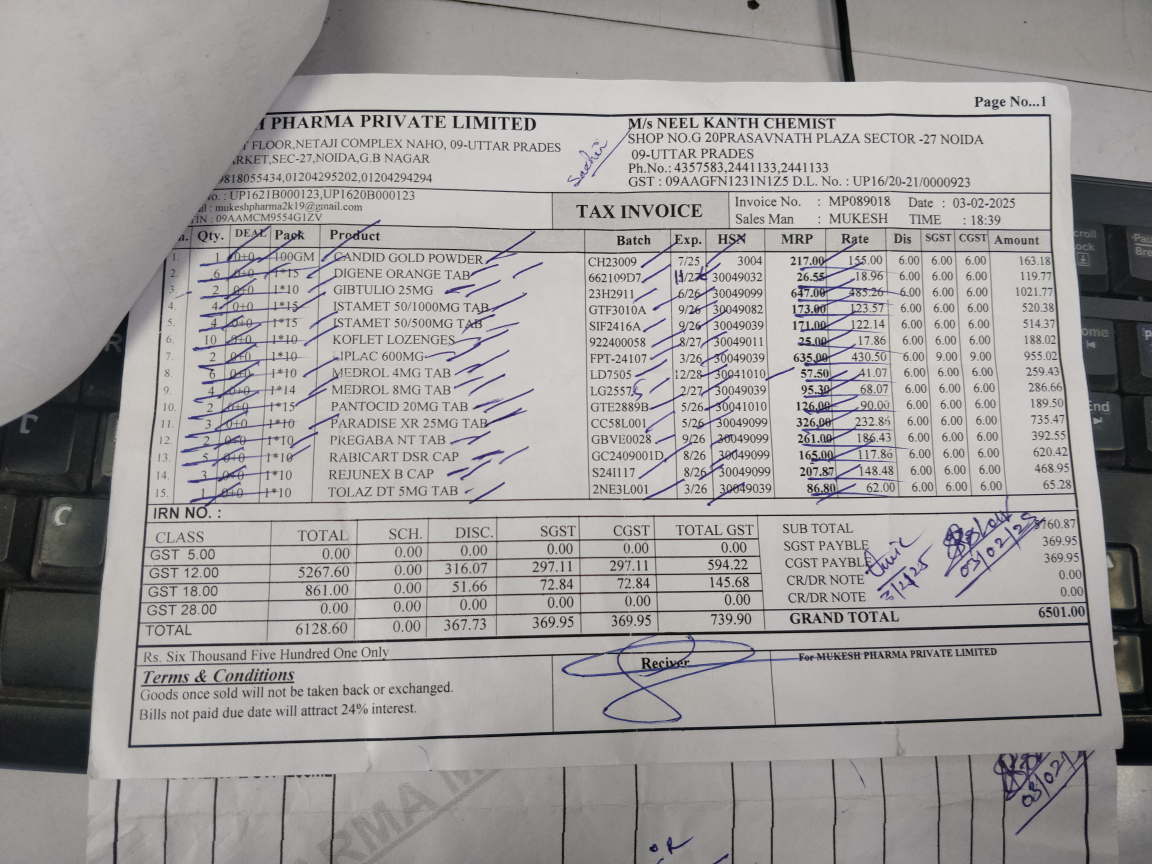 Page No...1
H PHARMA PRIVATE LIMITED
T FLOOR,NETAJI COMPLEX NAHO, 09-UTTAR PRADES
ARKET,SEC-27,NOIDA,G.B NAGAR
9818055434,01204295202,01204294294
No. : UP1621B000123,UP1620B000123
il : mukeshpharma2k19@gmail.com
TIN : 09AAMCM9554G1ZV
M/s NEEL KANTH CHEMIST
SHOP NO.G 20PRASAVNATH PLAZA SECTOR -27 NOIDA
09-UTTAR PRADES
Ph.No.: 4357583,2441133,2441133
GST : 09AAGFN1231N1Z5 D.L. No. : UP16/20-21/0000923
TAX INVOICE
Invoice No. : MP089018 Date : 03-02-2025
Sales Man : MUKESH TIME : 18:39
n. Qty. DEAL Pack Product Batch Exp. HSN MRP Rate Dis SGST CGST Amount
1. 1 0+0 100GM CANDID GOLD POWDER CH23009 7/25 3004 217.00 155.00 6.00 6.00 6.00 163.18
2. 6 0+0 1*15 DIGENE ORANGE TAB 662109D7 11/27 30049032 26.55 18.96 6.00 6.00 6.00 119.77
3. 2 0+0 1*10 GIBTULIO 25MG 23H2911 6/26 30049099 647.00 485.26 6.00 6.00 6.00 1021.77
4. 4 0+0 1*15 ISTAMET 50/1000MG TAB GTF3010A 9/26 30049082 173.00 123.57 6.00 6.00 6.00 520.38
5. 4 0+0 1*15 ISTAMET 50/500MG TAB SIF2416A 9/26 30049039 171.00 122.14 6.00 6.00 6.00 514.37
6. 10 0+0 1*10 KOFLET LOZENGES 922400058 8/27 30049011 25.00 17.86 6.00 6.00 6.00 188.02
7. 2 0+0 1*10 LIPLAC 600MG FPT-24107 3/26 30049039 635.00 430.50 6.00 9.00 9.00 955.02
8. 6 0+0 1*10 MEDROL 4MG TAB LD7505 12/28 30041010 57.50 41.07 6.00 6.00 6.00 259.43
9. 4 0+0 1*14 MEDROL 8MG TAB LG2557 2/27 30049039 95.30 68.07 6.00 6.00 6.00 286.66
10. 2 0+0 1*15 PANTOCID 20MG TAB GTE2889B 5/26 30041010 126.00 90.00 6.00 6.00 6.00 189.50
11. 3 0+0 1*10 PARADISE XR 25MG TAB CC58L001 5/26 30049099 326.00 232.86 6.00 6.00 6.00 735.47
12. 2 0+0 1*10 PREGABA NT TAB GBVE0028 9/26 30049099 261.00 186.43 6.00 6.00 6.00 392.55
13. 5 0+0 1*10 RABICART DSR CAP GC2409001D 8/26 30049099 165.00 117.86 6.00 6.00 6.00 620.42
14. 3 0+0 1*10 REJUNEX B CAP S24I117 8/26 30049099 207.87 148.48 6.00 6.00 6.00 468.95
15. 1 0+0 1*10 TOLAZ DT 5MG TAB 2NE3L001 3/26 30049039 86.80 62.00 6.00 6.00 6.00 65.28
IRN NO. :
CLASS TOTAL SCH. DISC. SGST CGST TOTAL GST
GST 5.00 0.00 0.00 0.00 0.00 0.00 0.00
GST 12.00 5267.60 0.00 316.07 297.11 297.11 594.22
GST 18.00 861.00 0.00 51.66 72.84 72.84 145.68
GST 28.00 0.00 0.00 0.00 0.00 0.00 0.00
TOTAL 6128.60 0.00 367.73 369.95 369.95 739.90
SUB TOTAL 5760.87
SGST PAYBLE 369.95
CGST PAYBLE 369.95
CR/DR NOTE 0.00
CR/DR NOTE 0.00
GRAND TOTAL 6501.00
3/2/25
03/02/25
Rs. Six Thousand Five Hundred One Only
Terms & Conditions
Goods once sold will not be taken back or exchanged.
Bills not paid due date will attract 24% interest.
Reciver
For MUKESH PHARMA PRIVATE LIMITED